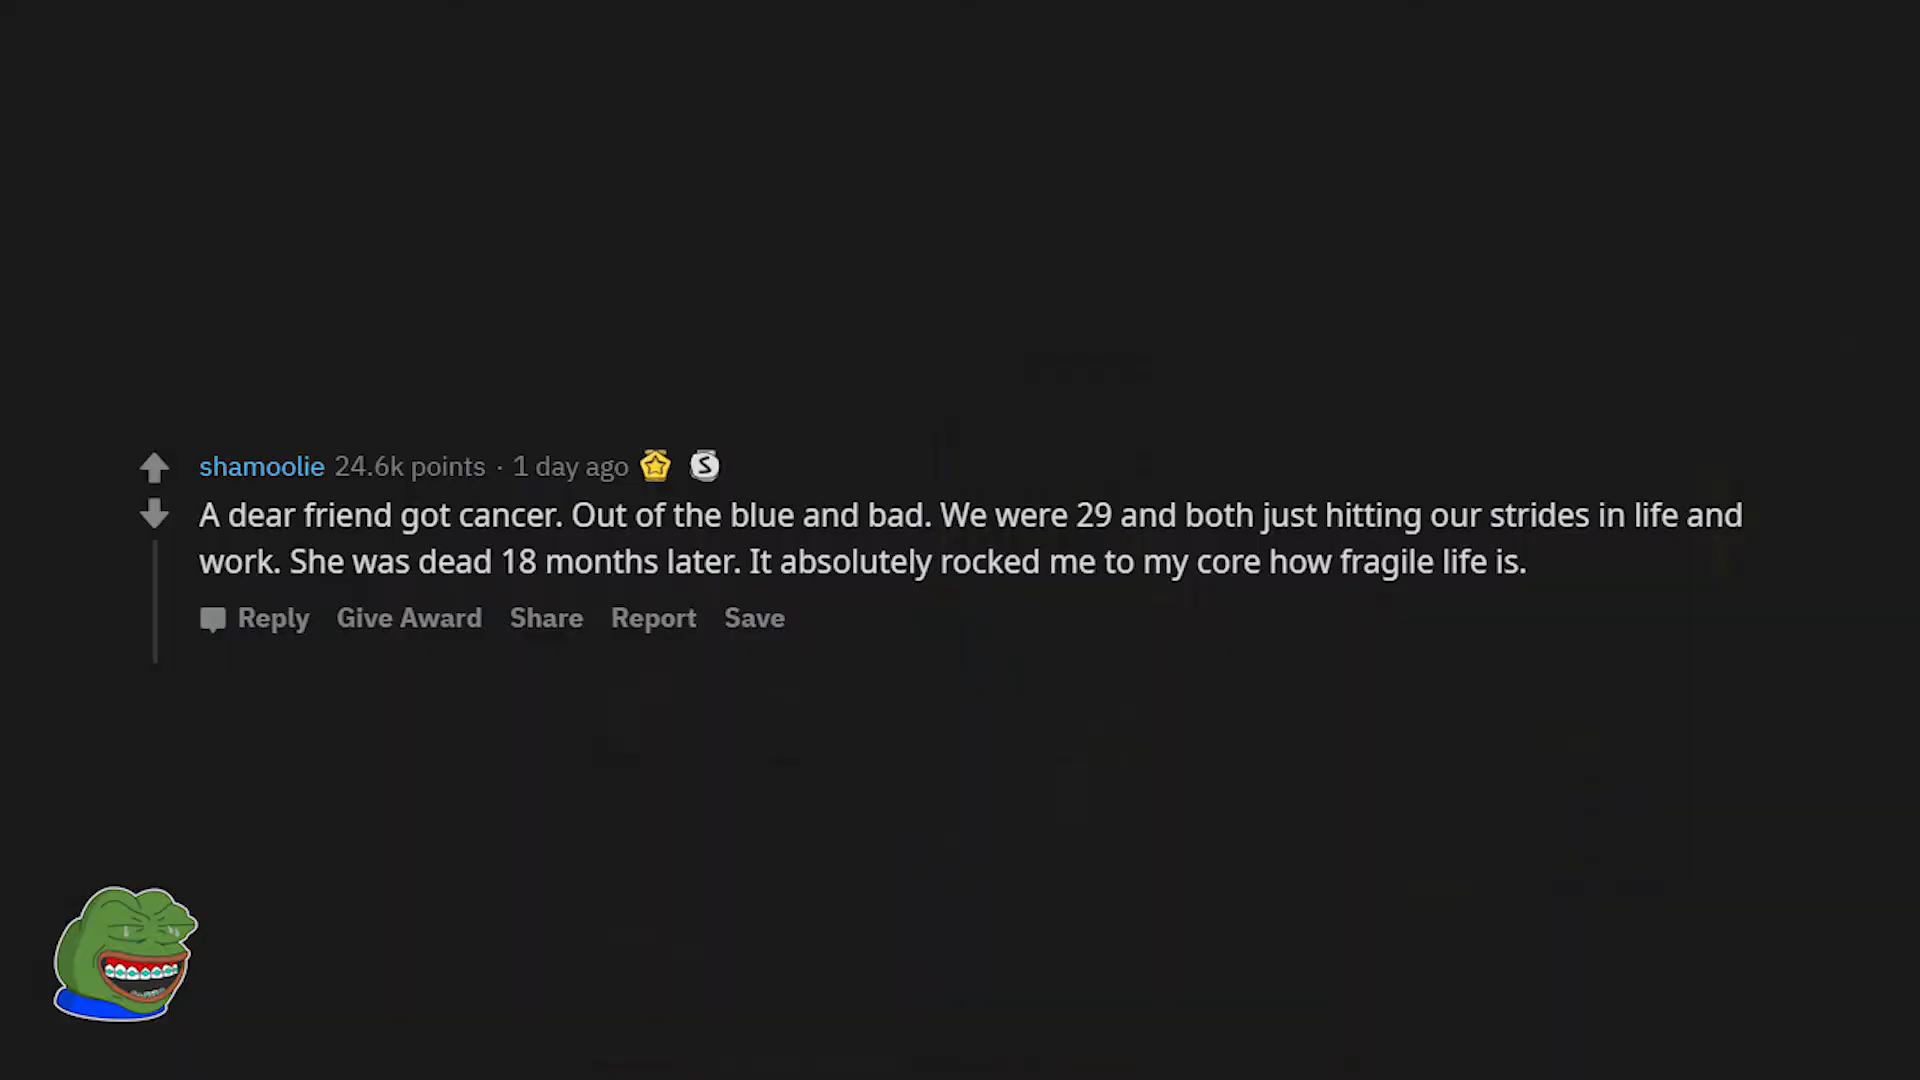 shamoolie 24.6k points · 1 day ago
A dear friend got cancer. Out of the blue and bad. We were 29 and both just hitting our strides in life and
work. She was dead 18 months later. It absolutely rocked me to my core how fragile life is.
Reply Give Award Share Report Save